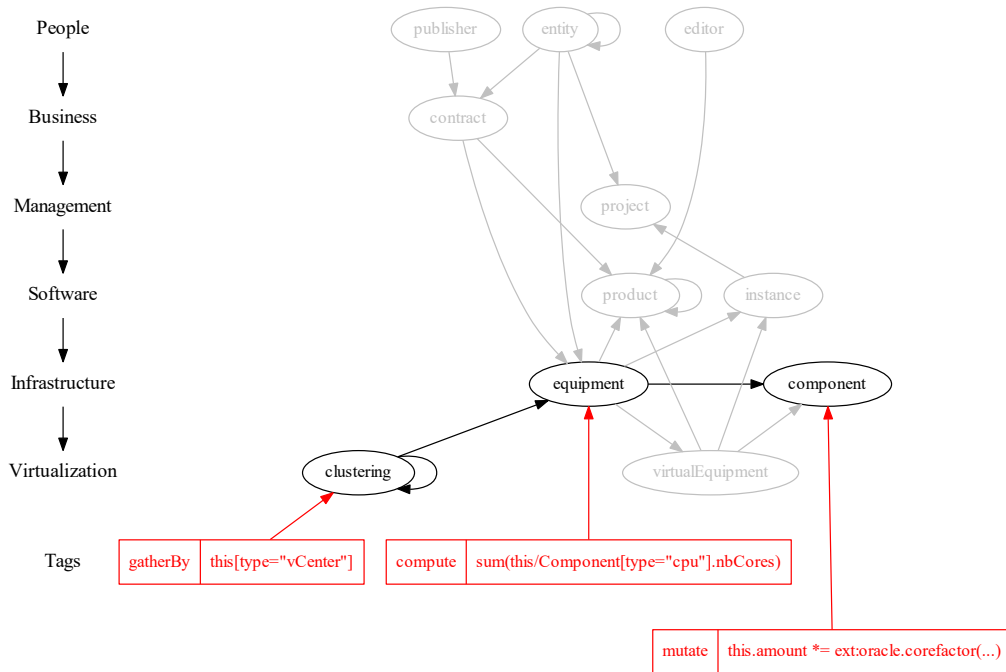 People
publisher
entity
editor
Business
contract
Management
project
Software
product
instance
Infrastructure
equipment
component
Virtualization
clustering
virtualEquipment
Tags
gatherBy this[type="vCenter"]
compute sum(this/Component[type="cpu"].nbCores)
mutate this.amount *= ext:oracle.corefactor(...)